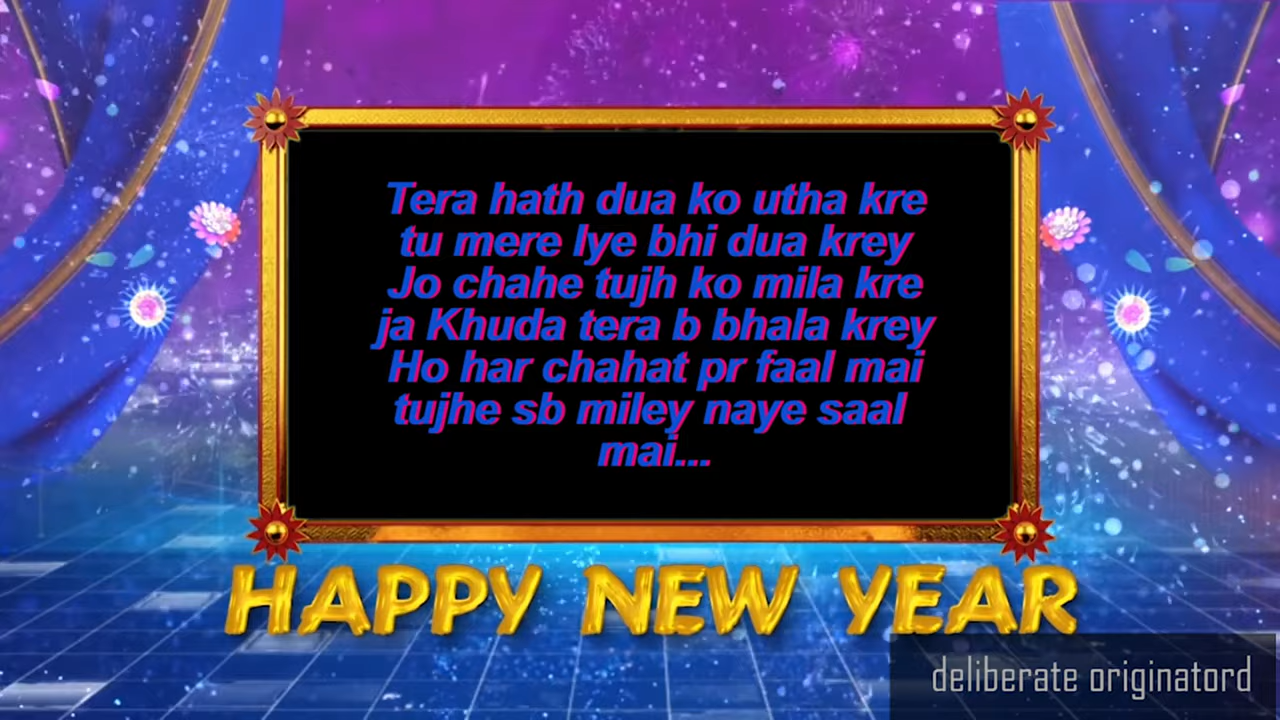 Tera hath dua ko utha kre
tu mere lye bhi dua krey
Jo chahe tujh ko mila kre
ja Khuda tera b bhala krey
Ho har chahat pr faal mai
tujhe sb miley naye saal
mai...
HAPPY NEW YEAR
deliberate originatord